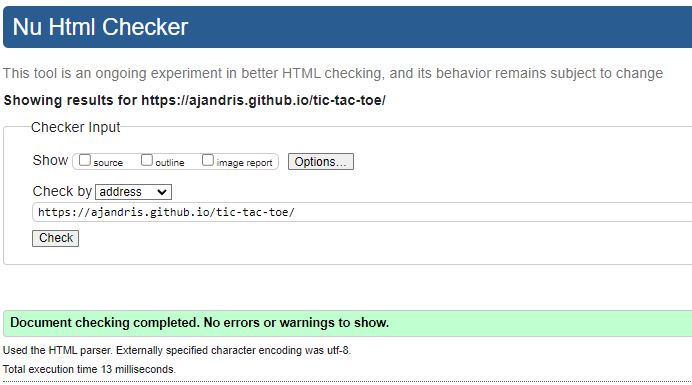 Nu Html Checker
This tool is an ongoing experiment in better HTML checking, and its behavior remains subject to change
Showing results for https://ajandris.github.io/tic-tac-toe/
Checker Input
Show source outline image report Options...
Check by address
https://ajandris.github.io/tic-tac-toe/
Check
Document checking completed. No errors or warnings to show.
Used the HTML parser. Externally specified character encoding was utf-8.
Total execution time 13 milliseconds.